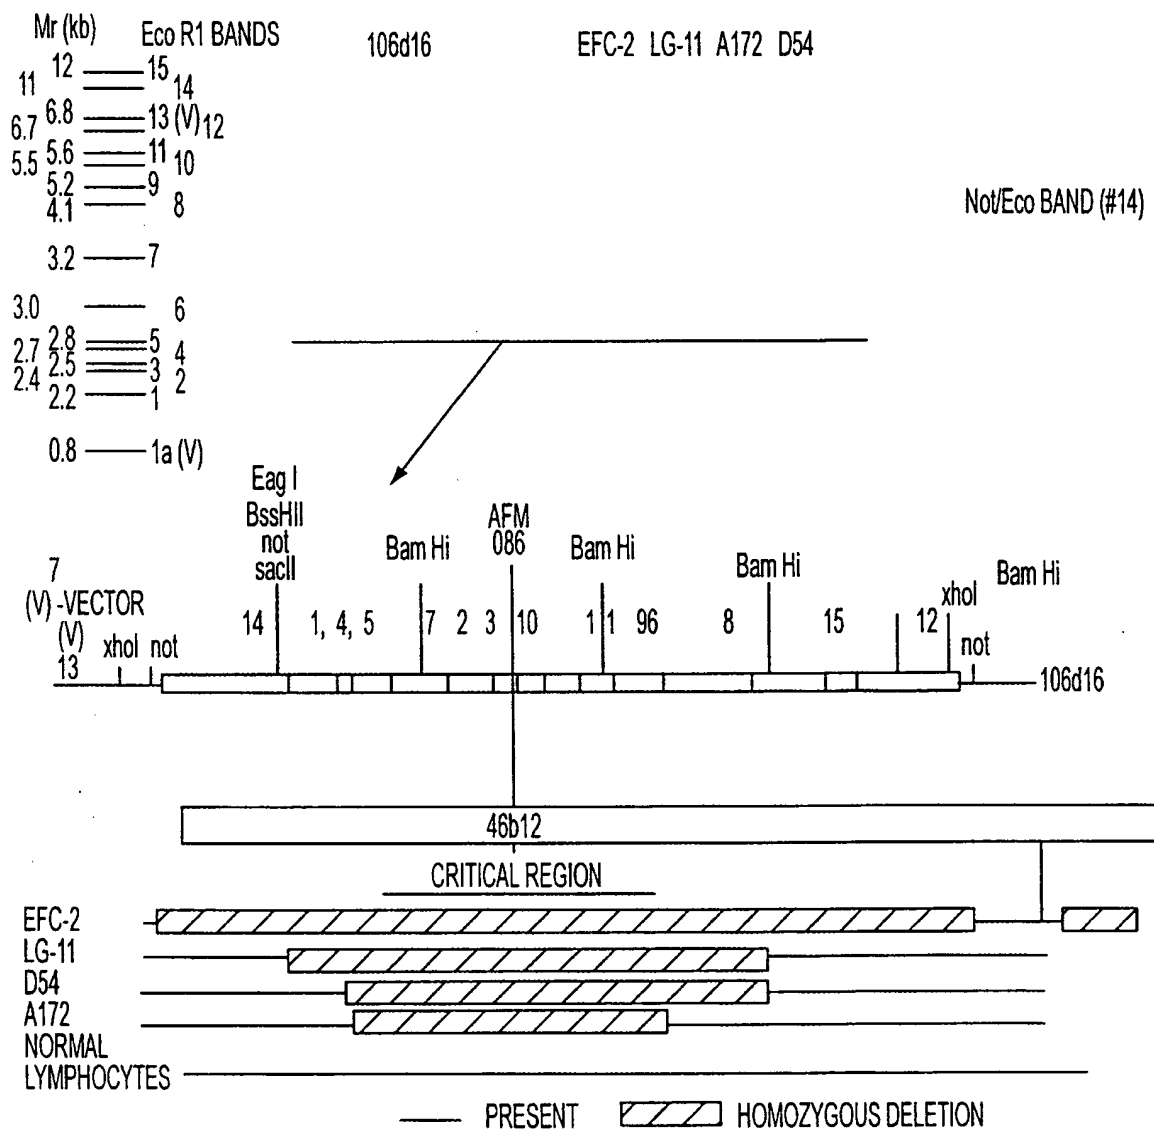 Mr (kb) Eco R1 BANDS 106d16 EFC-2 LG-11 A172 D54
12 15
11 14
6.8 13 (V)
6.7 12
5.6 11
5.5 10
5.2 9
4.1 8
Not/Eco BAND (#14)
3.2 7
3.0 6
2.8 5
2.7 4
2.5 3
2.4 2
2.2 1
0.8 1a (V)
Eag I
BssHII
not
sacII
AFM
086
Bam Hi Bam Hi Bam Hi Bam Hi
7
(V) -VECTOR
(V)
13 xhol not
14 1, 4, 5 7 2 3 10 1 1 96 8 15 12 xhol
not
106d16
46b12
CRITICAL REGION
EFC-2
LG-11
D54
A172
NORMAL
LYMPHOCYTES
PRESENT HOMOZYGOUS DELETION